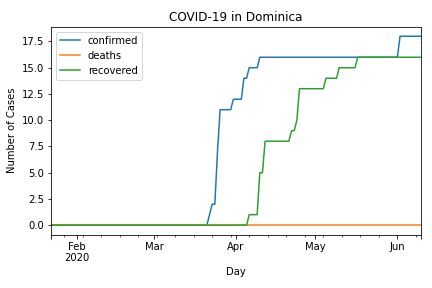 COVID-19 in Dominica
confirmed
deaths
recovered
Number of Cases
17.5
15.0
12.5
10.0
7.5
5.0
2.5
0.0
Feb
2020
Mar
Apr
May
Jun
Day